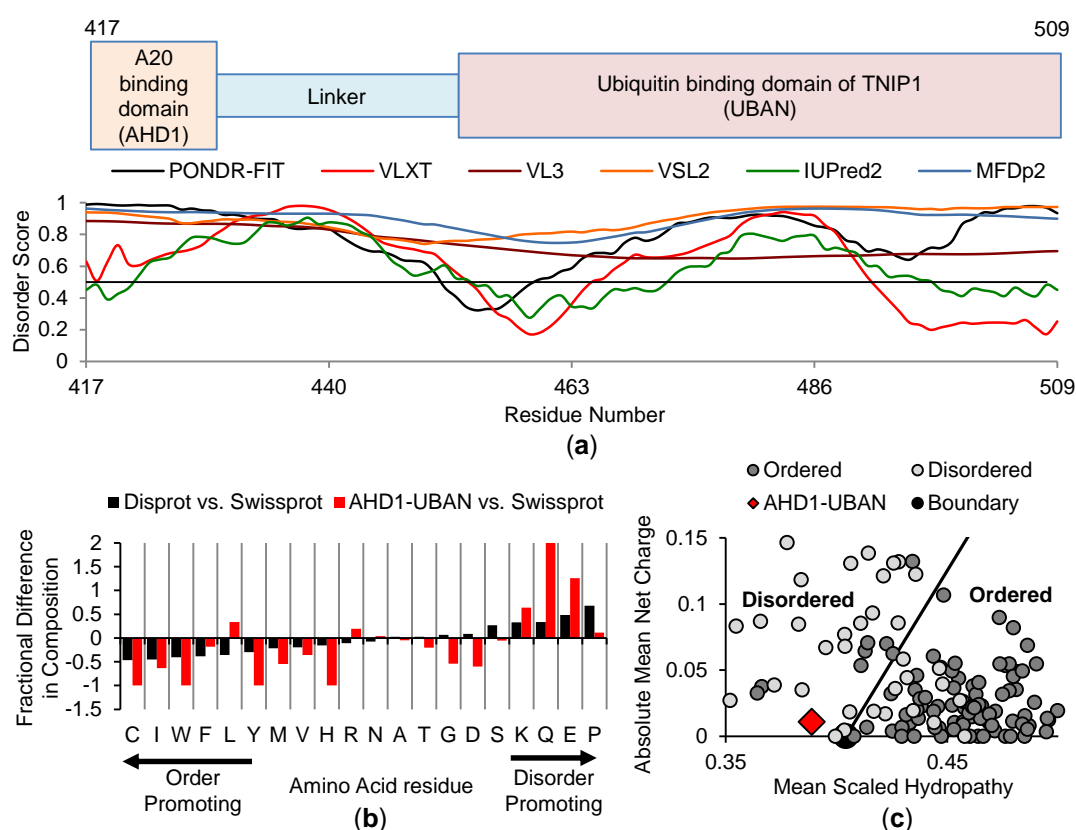 417 509
A20
binding
domain
(AHD1)
Linker
Ubiquitin binding domain of TNIP1
(UBAN)
PONDR-FIT VLXT VL3 VSL2 IUPred2 MFDp2
Disorder Score
1
0.8
0.6
0.4
0.2
0
417 440 463 486 509
Residue Number
(a)
Disprot vs. Swissprot AHD1-UBAN vs. Swissprot
Fractional Difference
in Composition
2
1.5
1
0.5
0
-0.5
-1
-1.5
C I W F L Y M V H R N A T G D S K Q E P
Order
Promoting
Amino Acid residue
Disorder
Promoting
(b)
Ordered Disordered
AHD1-UBAN Boundary
Absolute Mean Net Charge
0.15
0.1
0.05
0
Disordered
Ordered
0.35 0.45
Mean Scaled Hydropathy
(c)